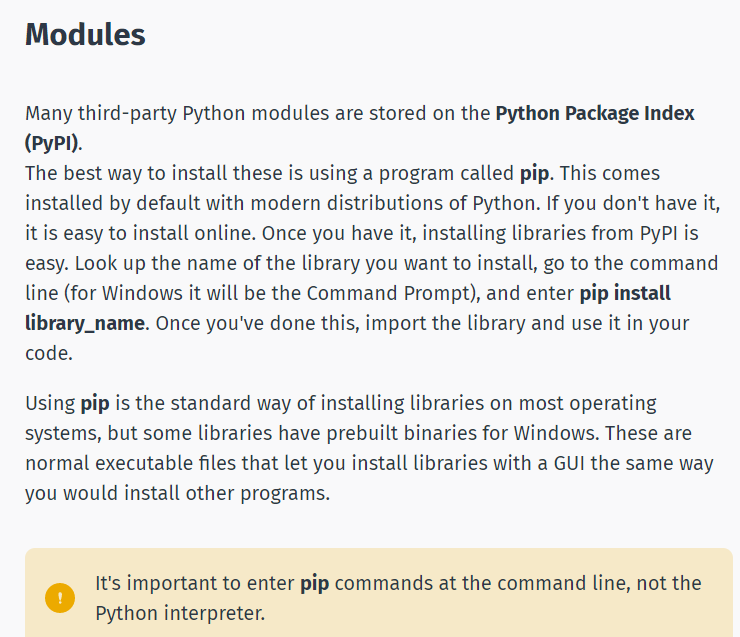 Modules
Many third-party Python modules are stored on the Python Package Index
(PyPI).
The best way to install these is using a program called pip. This comes
installed by default with modern distributions of Python. If you don't have it,
it is easy to install online. Once you have it, installing libraries from PyPI is
easy. Look up the name of the library you want to install, go to the command
line (for Windows it will be the Command Prompt), and enter pip install
library_name. Once you've done this, import the library and use it in your
code.
Using pip is the standard way of installing libraries on most operating
systems, but some libraries have prebuilt binaries for Windows. These are
normal executable files that let you install libraries with a GUI the same way
you would install other programs.
! It's important to enter pip commands at the command line, not the
Python interpreter.